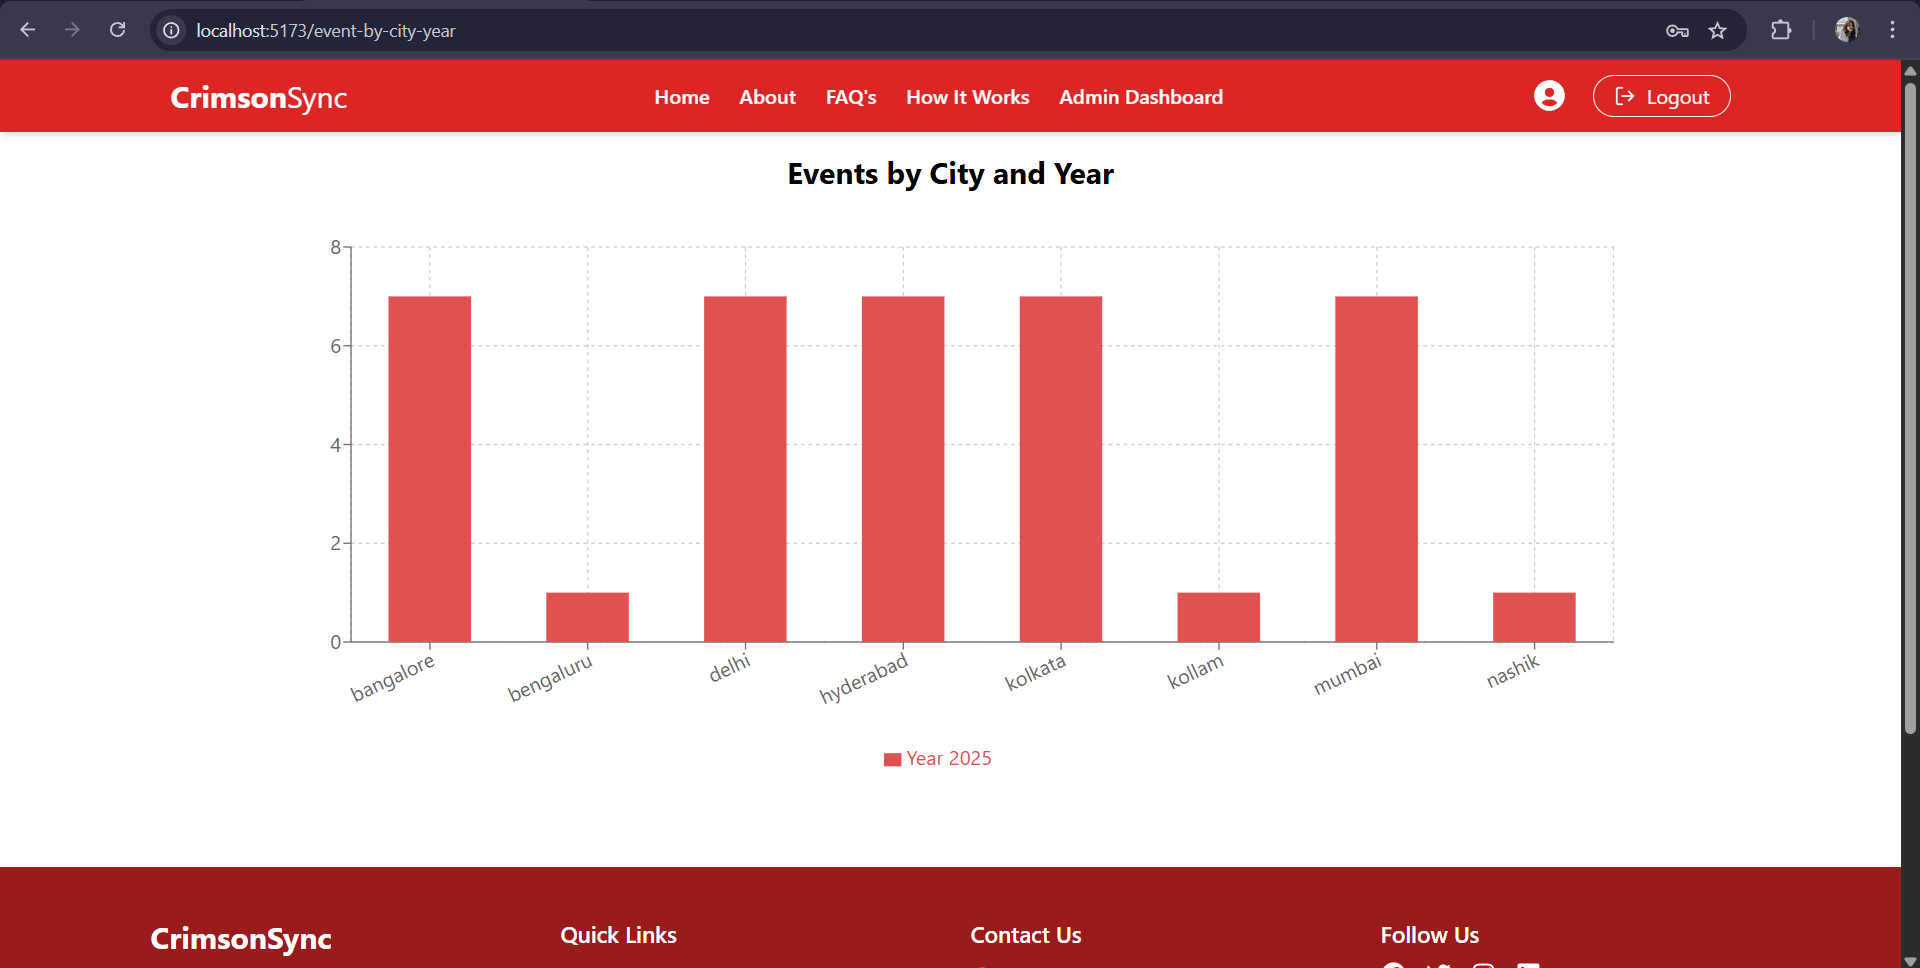 localhost:5173/event-by-city-year
CrimsonSync
Home About FAQ's How It Works Admin Dashboard
Logout
Events by City and Year
8
6
4
2
0
bangalore bengaluru delhi hyderabad kolkata kollam mumbai nashik
Year 2025
CrimsonSync
Quick Links
Contact Us
Follow Us